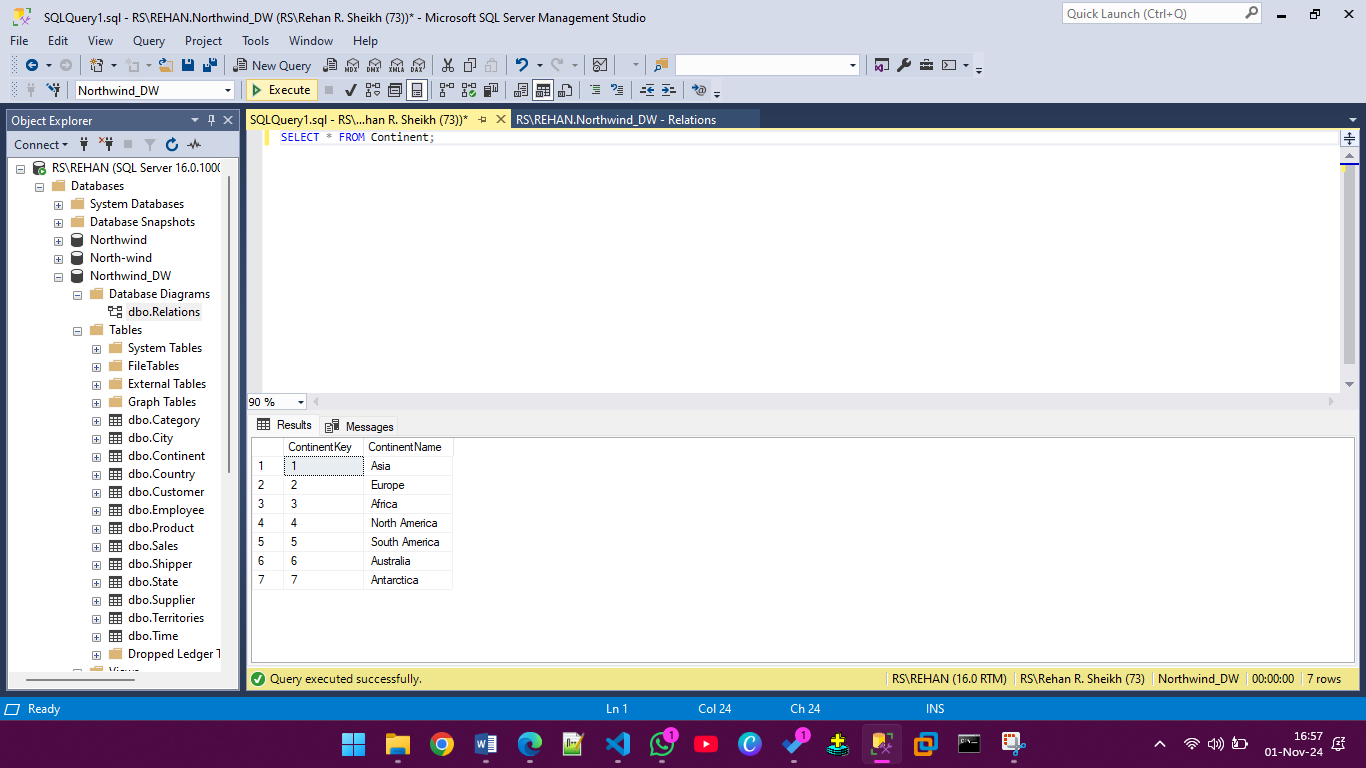 SQLQuery1.sql - RS\REHAN.Northwind_DW (RS\Rehan R. Sheikh (73))* - Microsoft SQL Server Management Studio
Quick Launch (Ctrl+Q)
File Edit View Query Project Tools Window Help
New Query
MDX DMX XMLA DAX
Northwind_DW
Execute
Object Explorer
SQLQuery1.sql - RS\...han R. Sheikh (73))*
RS\REHAN.Northwind_DW - Relations
Connect
SELECT * FROM Continent;
RS\REHAN (SQL Server 16.0.1000
Databases
System Databases
Database Snapshots
Northwind
North-wind
Northwind_DW
Database Diagrams
dbo.Relations
Tables
System Tables
FileTables
External Tables
Graph Tables
dbo.Category
dbo.City
dbo.Continent
dbo.Country
dbo.Customer
dbo.Employee
dbo.Product
dbo.Sales
dbo.Shipper
dbo.State
dbo.Supplier
dbo.Territories
dbo.Time
Dropped Ledger T
Views
90 %
Results Messages
ContinentKey ContinentName
1 1 Asia
2 2 Europe
3 3 Africa
4 4 North America
5 5 South America
6 6 Australia
7 7 Antarctica
Query executed successfully.
RS\REHAN (16.0 RTM) RS\Rehan R. Sheikh (73) Northwind_DW 00:00:00 7 rows
Ready Ln 1 Col 24 Ch 24 INS
1
1
16:57
01-Nov-24